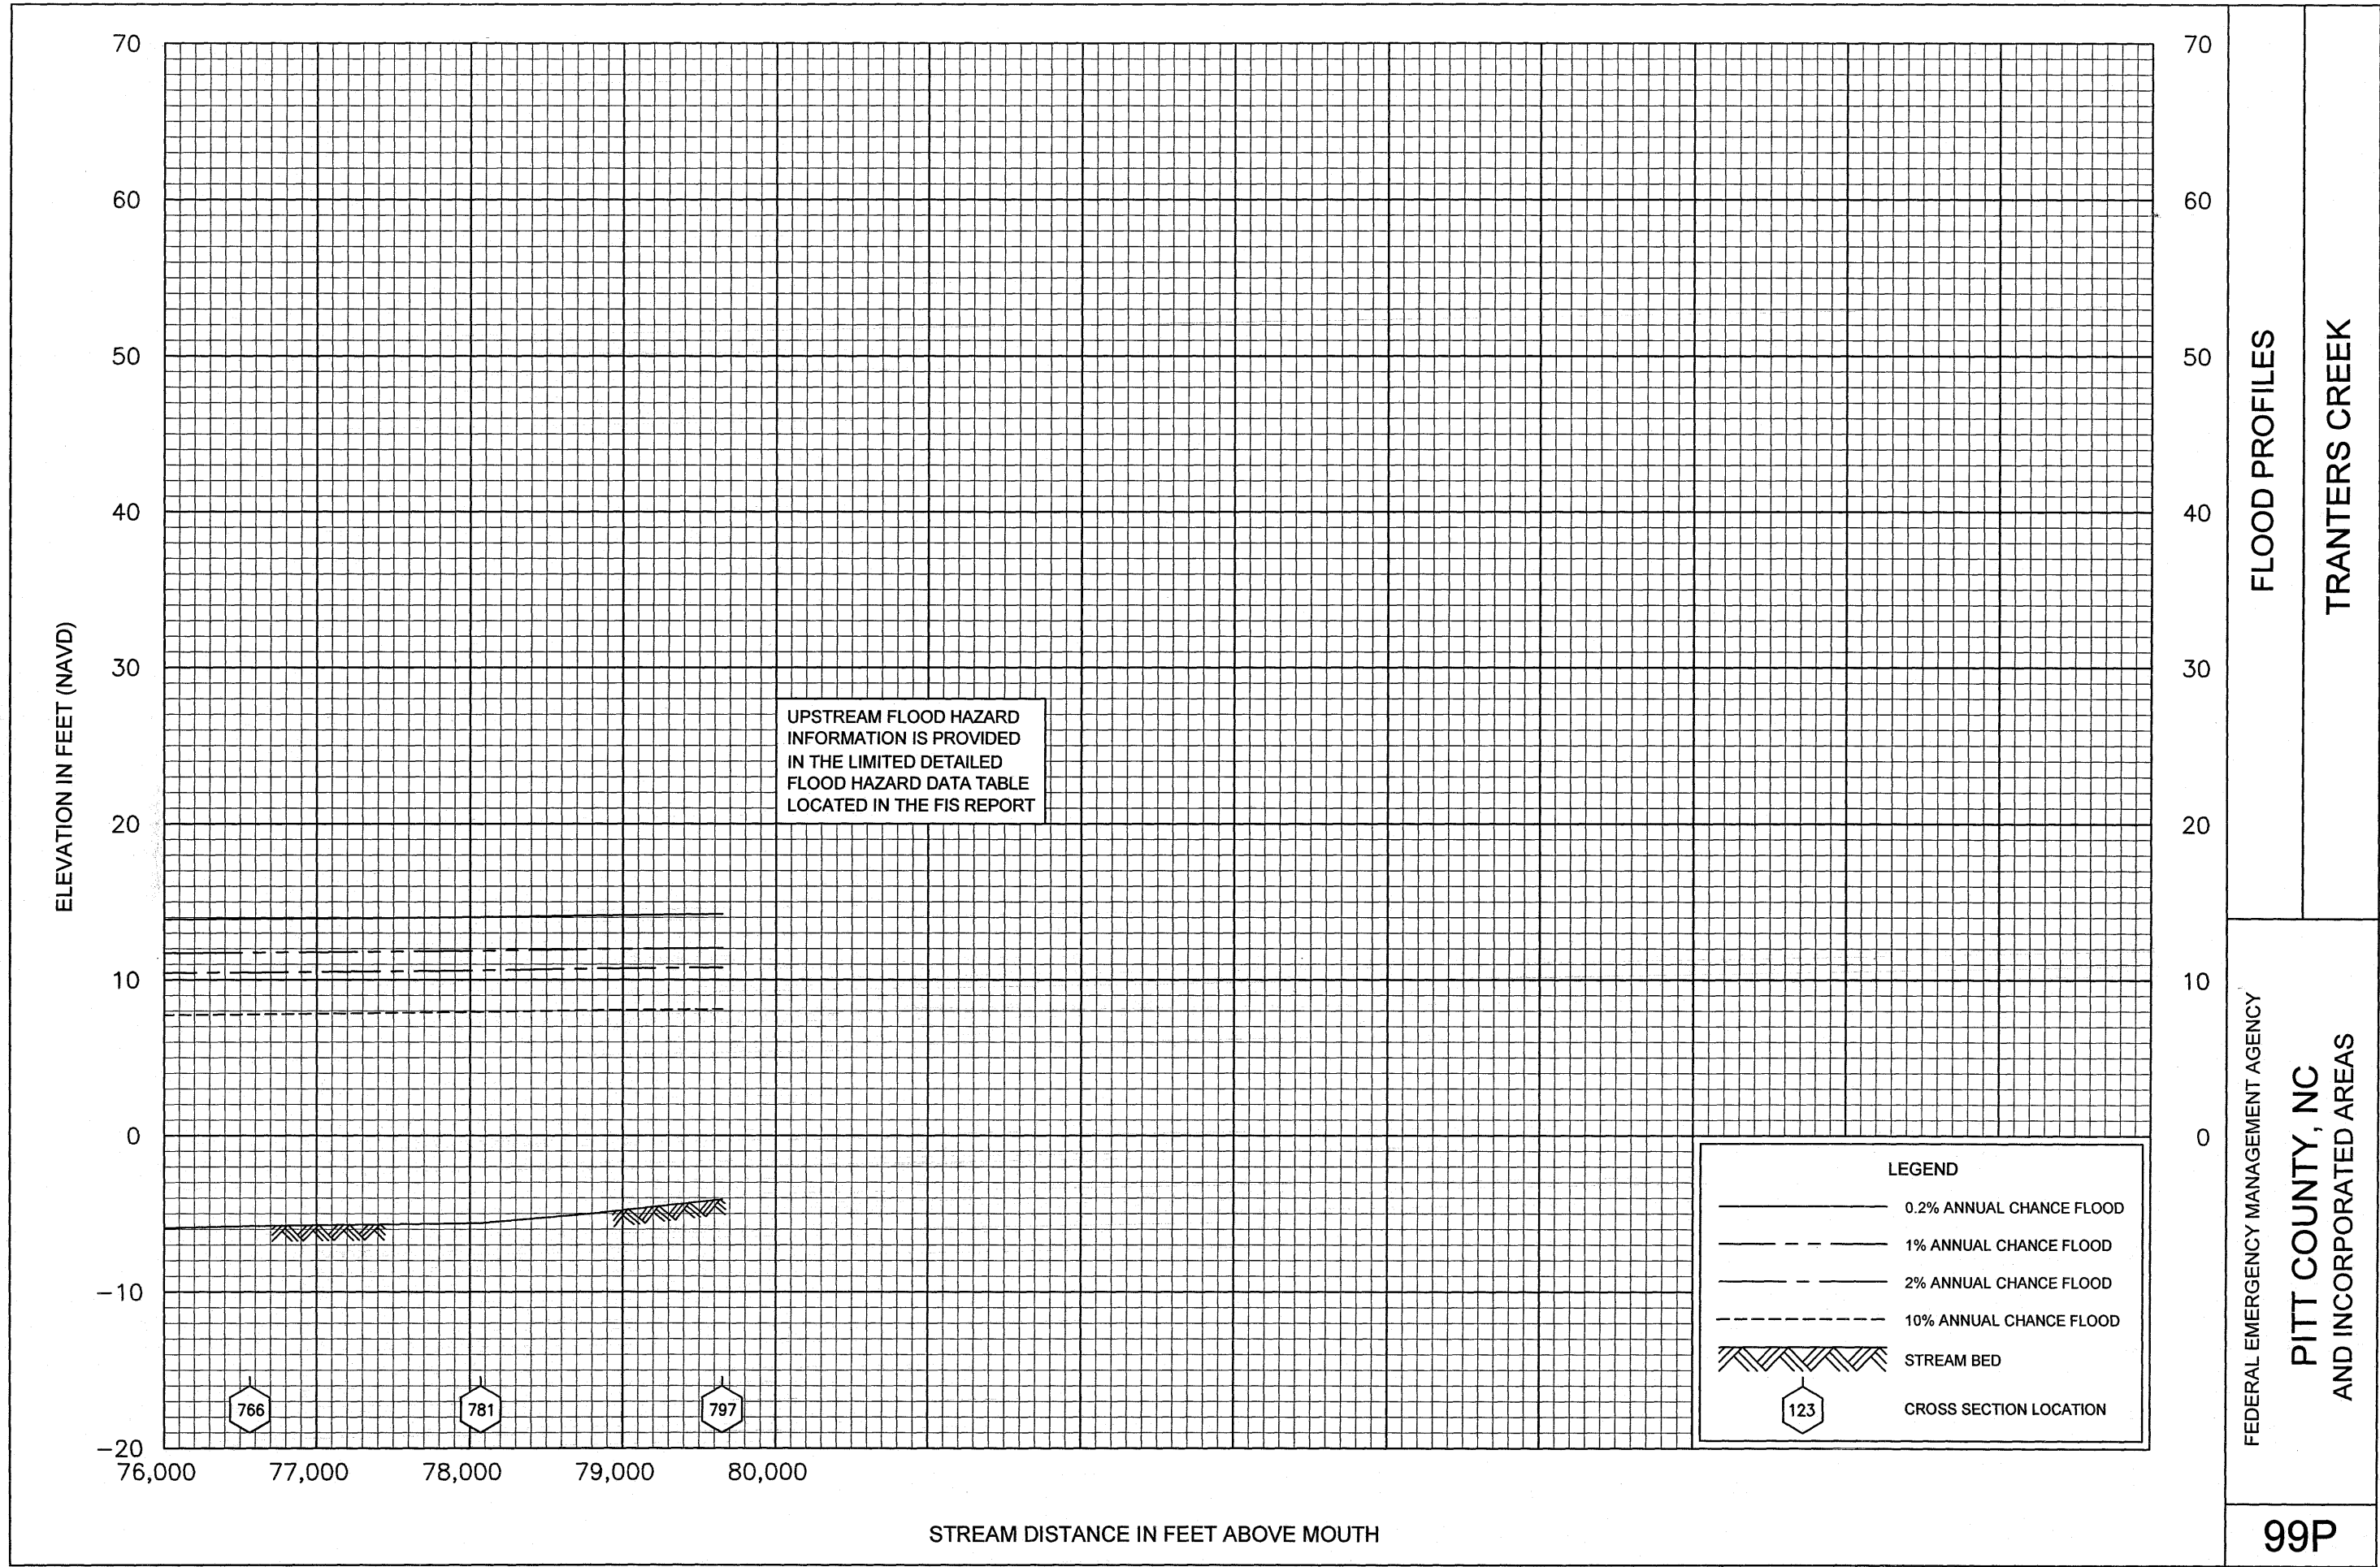 70
60
50
40
30
20
10
0
-10
-20
ELEVATION IN FEET (NAVD)
76,000
77,000
78,000
79,000
80,000
STREAM DISTANCE IN FEET ABOVE MOUTH
766
781
797
UPSTREAM FLOOD HAZARD
INFORMATION IS PROVIDED
IN THE LIMITED DETAILED
FLOOD HAZARD DATA TABLE
LOCATED IN THE FIS REPORT
70
60
50
40
30
20
10
0
LEGEND
0.2% ANNUAL CHANCE FLOOD
1% ANNUAL CHANCE FLOOD
2% ANNUAL CHANCE FLOOD
10% ANNUAL CHANCE FLOOD
STREAM BED
123
CROSS SECTION LOCATION
FLOOD PROFILES
TRANTERS CREEK
FEDERAL EMERGENCY MANAGEMENT AGENCY
PITT COUNTY, NC
AND INCORPORATED AREAS
99P